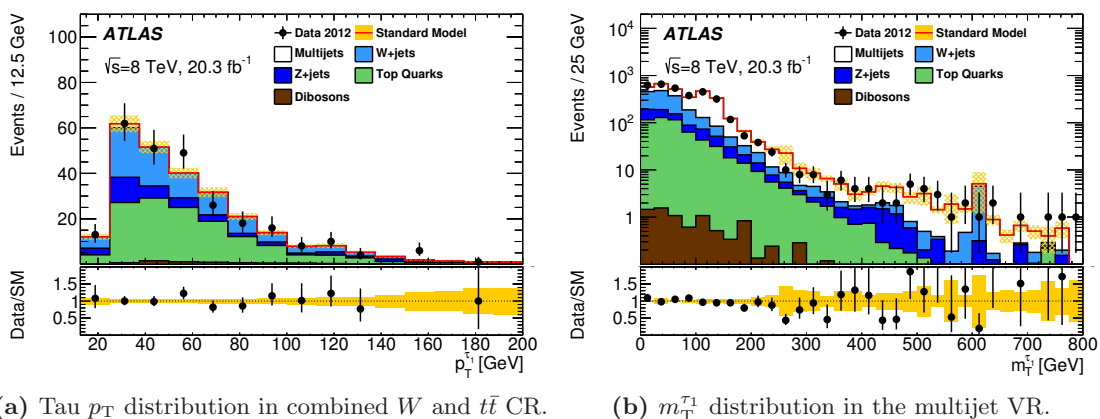 Events / 12.5 GeV
100
80
60
40
20
ATLAS
√s=8 TeV, 20.3 fb⁻¹
Data 2012
Standard Model
Multijets
W+jets
Z+jets
Top Quarks
Dibosons
Data/SM
1.5
1
0.5
20 40 60 80 100 120 140 160 180 200
p_T^τ₁ [GeV]
(a) Tau p_T distribution in combined W and tt̄ CR.
Events / 25 GeV
10⁴
10³
10²
10
1
ATLAS
√s=8 TeV, 20.3 fb⁻¹
Data 2012
Standard Model
Multijets
W+jets
Z+jets
Top Quarks
Dibosons
Data/SM
1.5
1
0.5
0 100 200 300 400 500 600 700 800
m_T^τ₁ [GeV]
(b) m_T^τ₁ distribution in the multijet VR.